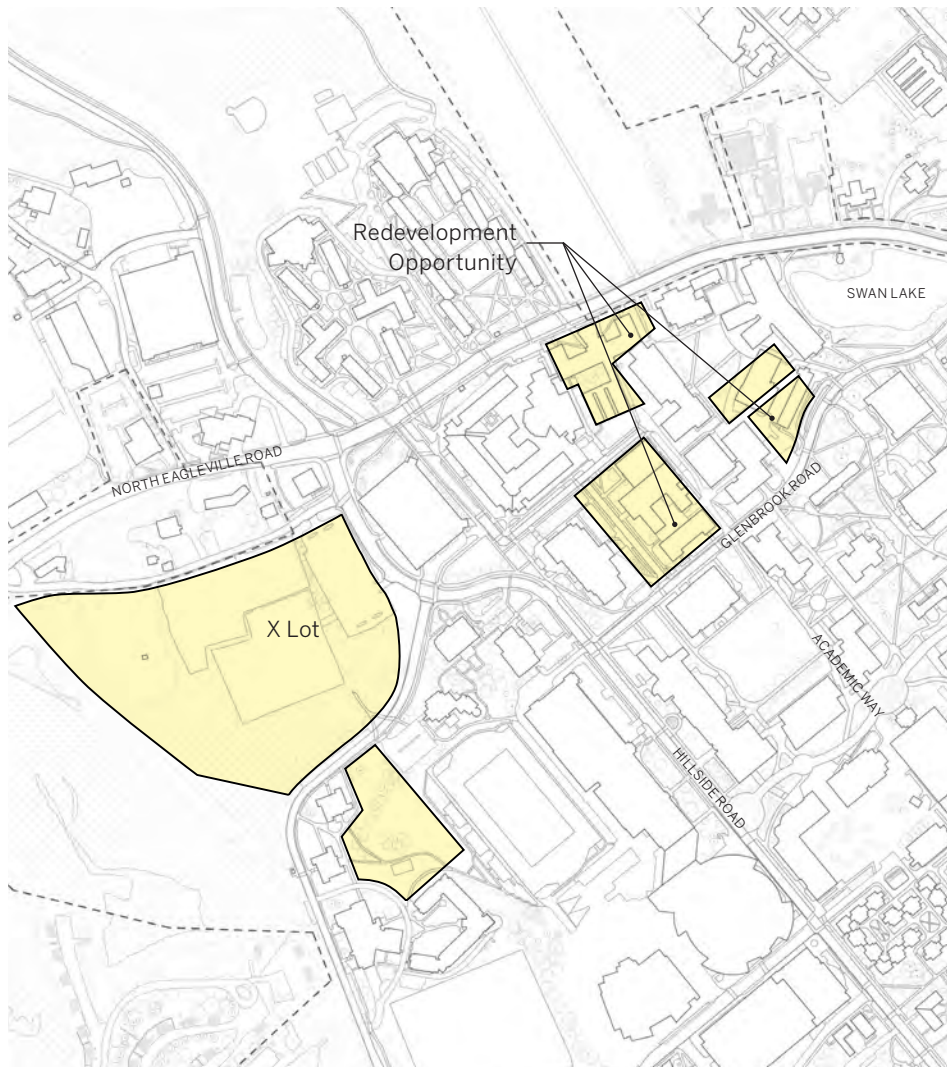 Redevelopment
Opportunity
SWAN LAKE
NORTH EAGLEVILLE ROAD
GLENBROOK ROAD
X Lot
ACADEMIC WAY
HILLSIDE ROAD